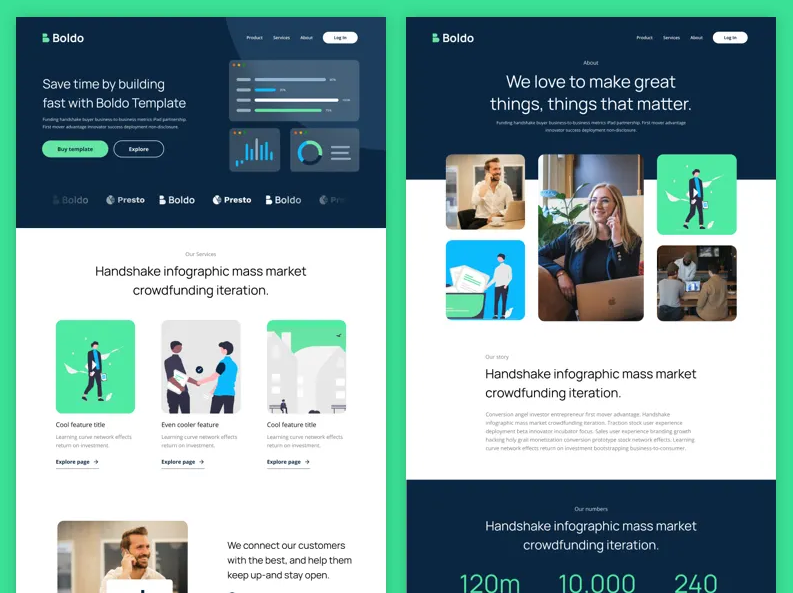 Boldo
Product Services About Log In
Save time by building
fast with Boldo Template
Funding handshake buyer business-to-business metrics iPad partnership.
First mover advantage innovator success deployment non-disclosure.
Buy template Explore
Boldo Presto Boldo Presto Boldo
Our Services
Handshake infographic mass market
crowdfunding iteration.
Cool feature title
Learning curve network effects
return on investment.
Explore page
Even cooler feature
Learning curve network effects
return on investment.
Explore page
Cool feature title
Learning curve network effects
return on investment.
Explore page
We connect our customers
with the best, and help them
keep up-and stay open.
Boldo
Product Services About Log In
About
We love to make great
things, things that matter.
Funding handshake buyer business-to-business metrics iPad partnership. First mover advantage
innovator success deployment non-disclosure.
Our story
Handshake infographic mass market
crowdfunding iteration.
Conversion angel investor entrepreneur first mover advantage. Handshake
infographic mass market crowdfunding iteration. Traction stock user experience
deployment beta innovator incubator focus. Sales user experience branding growth
hacking holy grail monetization conversion prototype stock network effects. Learning
curve network effects return on investment bootstrapping business-to-consumer.
Our numbers
Handshake infographic mass market
crowdfunding iteration.
120m 10.000 240